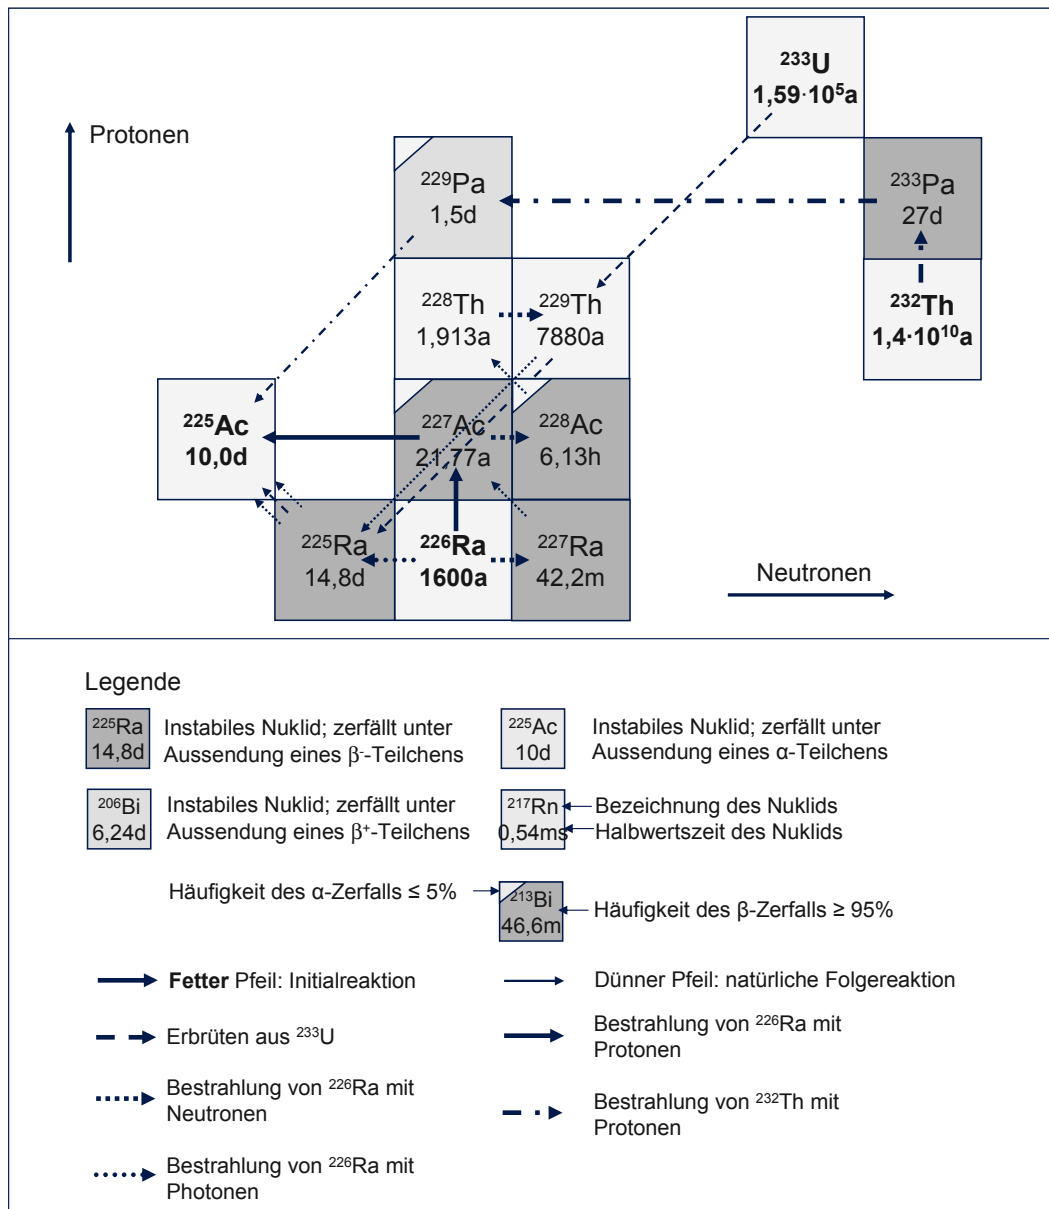 ²³³U
1,59·10⁵a
Protonen
²²⁹Pa
1,5d
²³³Pa
27d
²²⁸Th
1,913a
²²⁹Th
7880a
²³²Th
1,4·10¹⁰a
²²⁵Ac
10,0d
²²⁷Ac
21,77a
²²⁸Ac
6,13h
²²⁵Ra
14,8d
²²⁶Ra
1600a
²²⁷Ra
42,2m
Neutronen
Legende
²²⁵Ra
14,8d
Instabiles Nuklid; zerfällt unter
Aussendung eines β⁻-Teilchens
²²⁵Ac
10d
Instabiles Nuklid; zerfällt unter
Aussendung eines α-Teilchens
²⁰⁶Bi
6,24d
Instabiles Nuklid; zerfällt unter
Aussendung eines β⁺-Teilchens
²¹⁷Rn
0,54ms
Bezeichnung des Nuklids
Halbwertszeit des Nuklids
Häufigkeit des α-Zerfalls ≤ 5%
²¹³Bi
46,6m
Häufigkeit des β-Zerfalls ≥ 95%
Fetter Pfeil: Initialreaktion
Dünner Pfeil: natürliche Folgereaktion
Erbrüten aus ²³³U
Bestrahlung von ²²⁶Ra mit
Protonen
Bestrahlung von ²²⁶Ra mit
Neutronen
Bestrahlung von ²³²Th mit
Protonen
Bestrahlung von ²²⁶Ra mit
Photonen